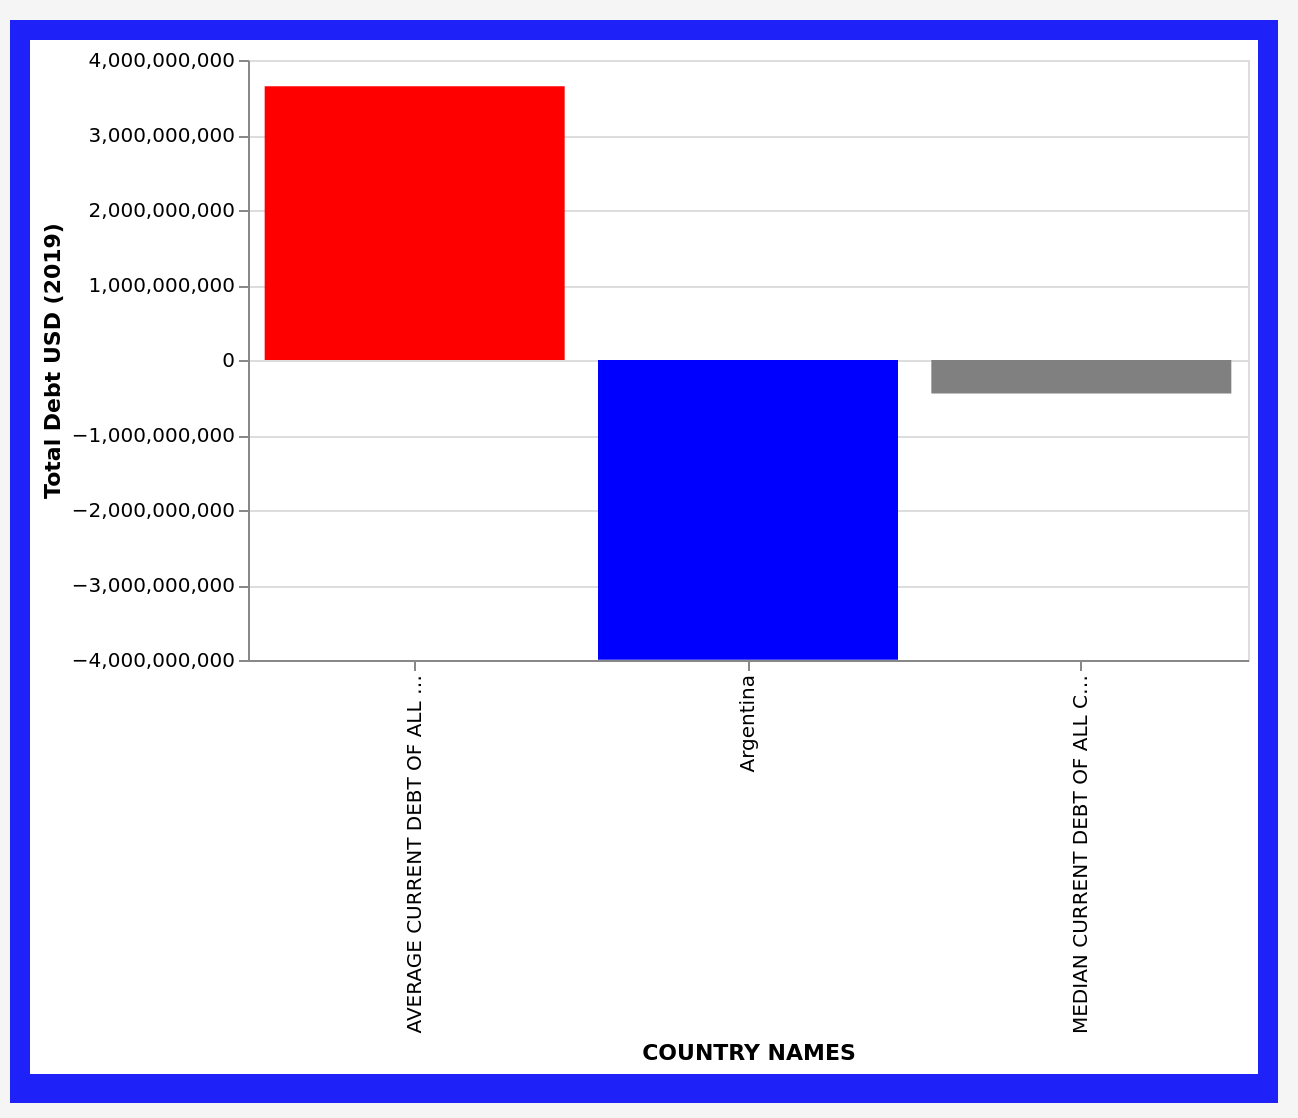 4,000,000,000
3,000,000,000
2,000,000,000
1,000,000,000
0
−1,000,000,000
−2,000,000,000
−3,000,000,000
−4,000,000,000
Total Debt USD (2019)
AVERAGE CURRENT DEBT OF ALL ...
Argentina
MEDIAN CURRENT DEBT OF ALL C...
COUNTRY NAMES